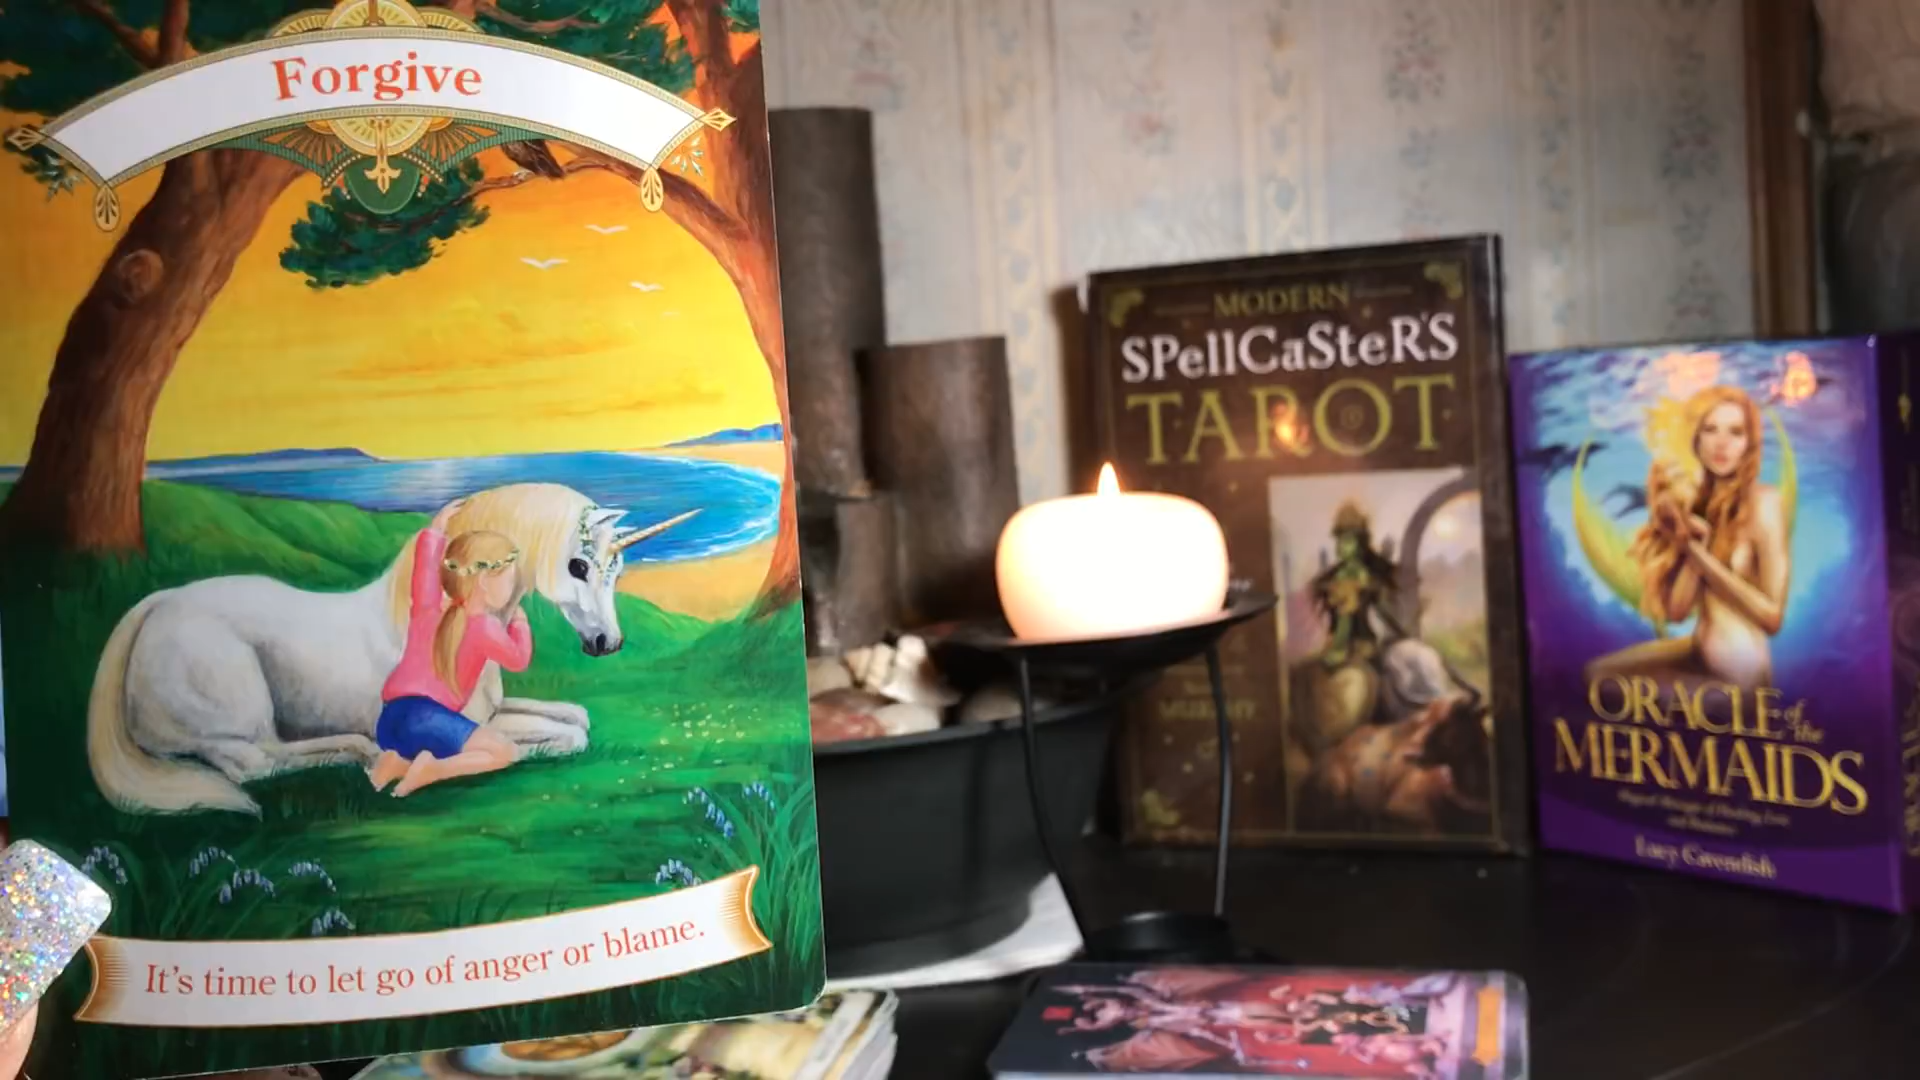 Forgive
It's time to let go of anger or blame.
MODERN
SPellCaSteR'S
TAROT
ORACLE of the
MERMAIDS
Lucy Cavendish